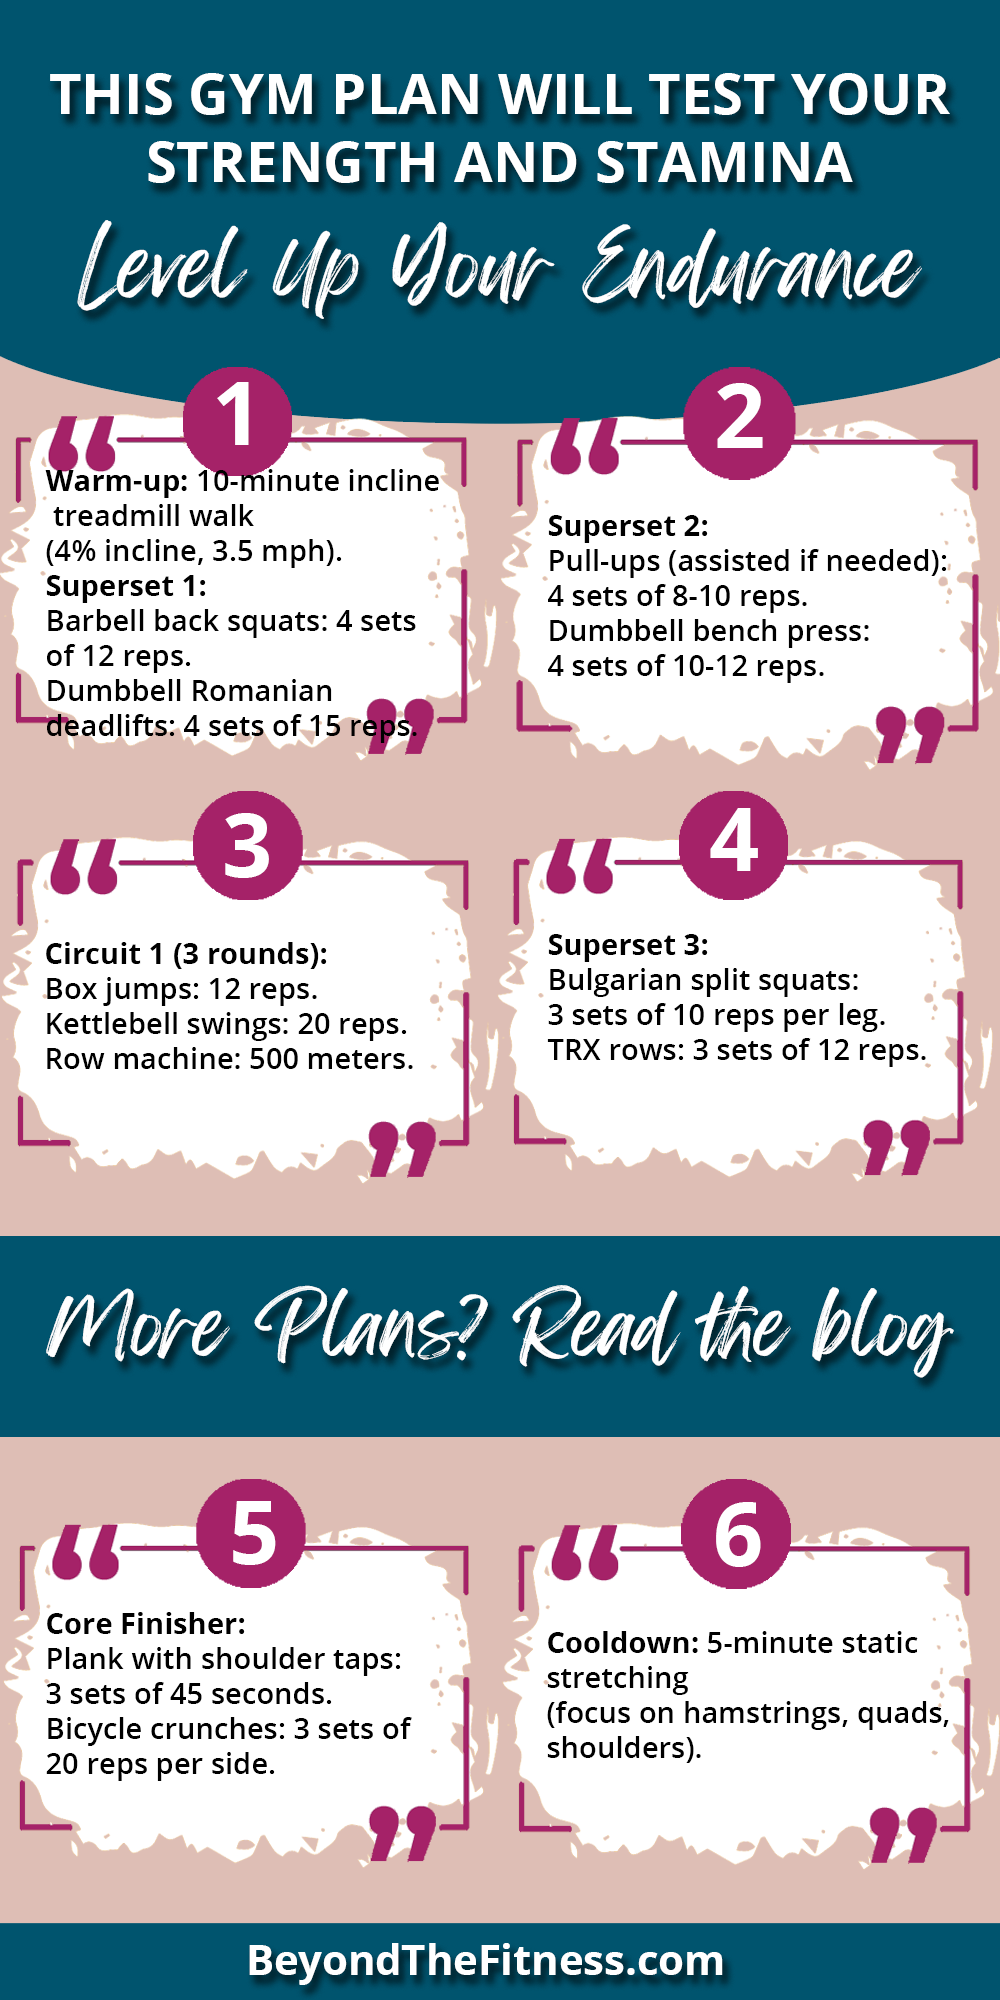 THIS GYM PLAN WILL TEST YOUR
STRENGTH AND STAMINA
Level Up Your Endurance
1
Warm-up: 10-minute incline
treadmill walk
(4% incline, 3.5 mph).
Superset 1:
Barbell back squats: 4 sets
of 12 reps.
Dumbbell Romanian
deadlifts: 4 sets of 15 reps.
2
Superset 2:
Pull-ups (assisted if needed):
4 sets of 8-10 reps.
Dumbbell bench press:
4 sets of 10-12 reps.
3
Circuit 1 (3 rounds):
Box jumps: 12 reps.
Kettlebell swings: 20 reps.
Row machine: 500 meters.
4
Superset 3:
Bulgarian split squats:
3 sets of 10 reps per leg.
TRX rows: 3 sets of 12 reps.
More Plans? Read the blog
5
Core Finisher:
Plank with shoulder taps:
3 sets of 45 seconds.
Bicycle crunches: 3 sets of
20 reps per side.
6
Cooldown: 5-minute static
stretching
(focus on hamstrings, quads,
shoulders).
BeyondTheFitness.com